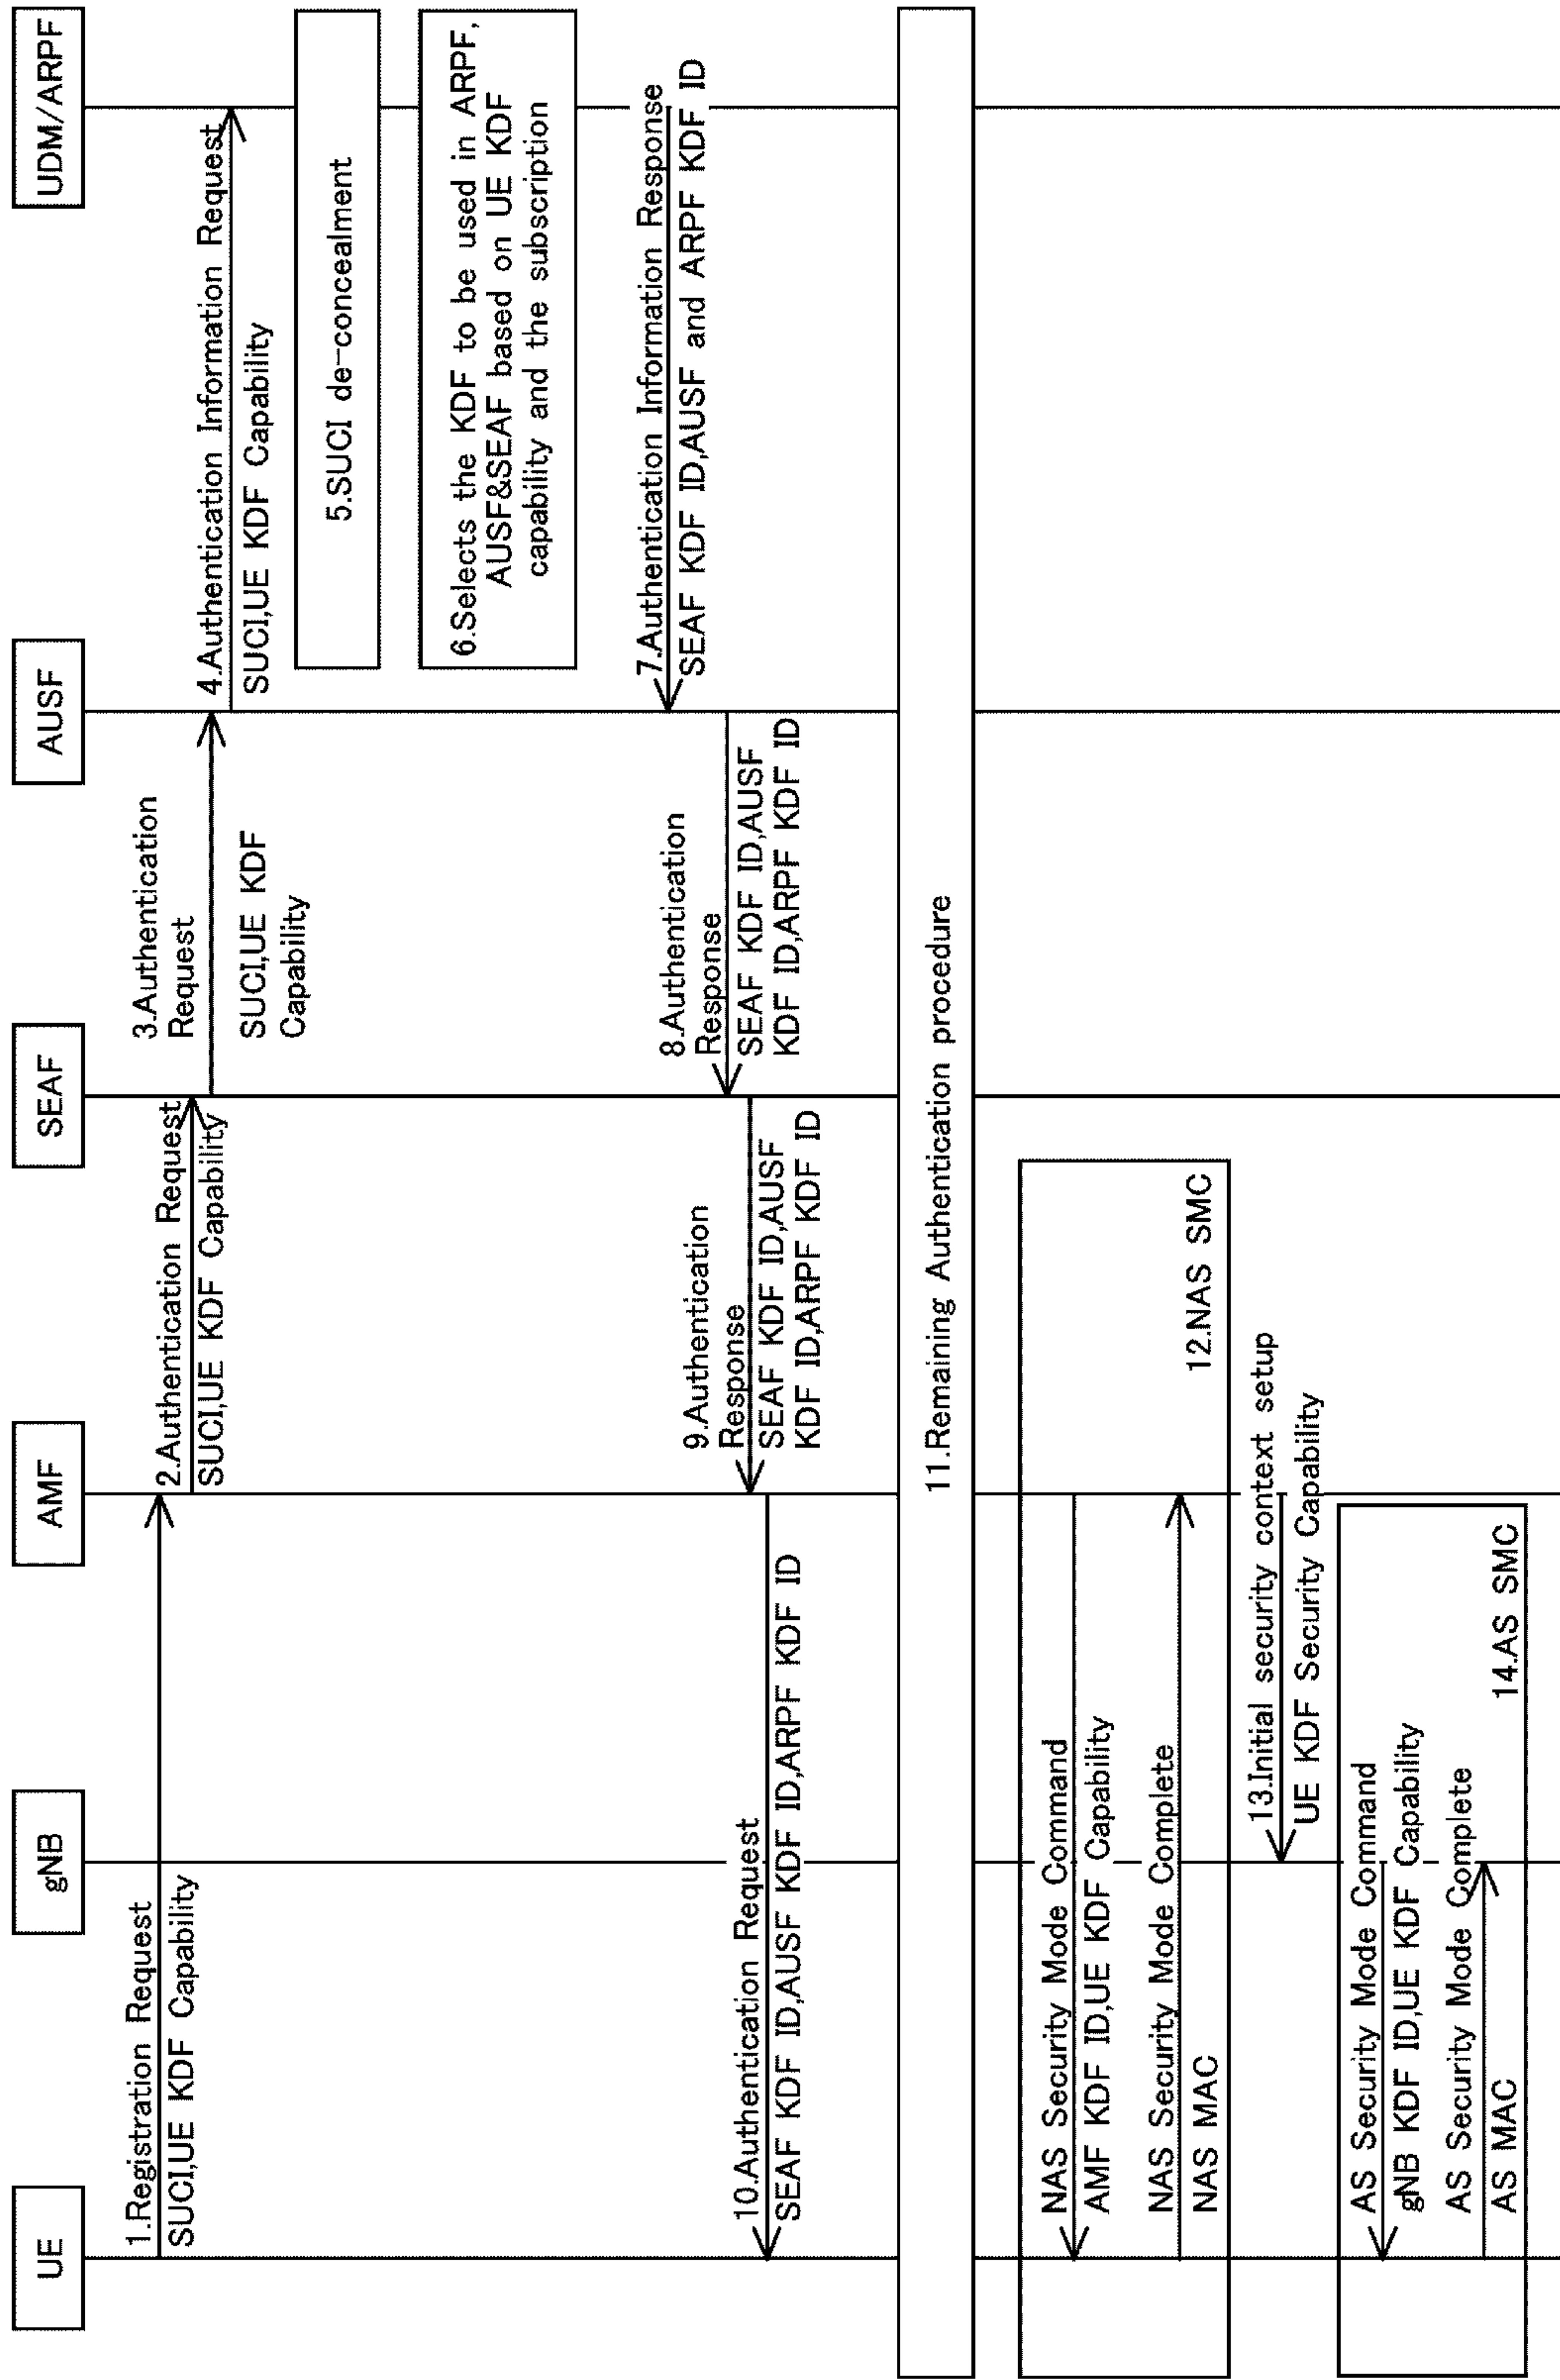 UE
gNB
AMF
SEAF
AUSF
UDM/ARPF
1.Registration Request
SUCI,UE KDF Capability
2.Authentication Request
SUCI,UE KDF Capability
3.Authentication
Request
SUCI,UE KDF
Capability
4.Authentication Information Request
SUCI,UE KDF Capability
5.SUCI de-concealment
6.Selects the KDF to be used in ARPF,
AUSF&SEAF based on UE KDF
capability and the subscription
7.Authentication Information Response
SEAF KDF ID,AUSF and ARPF KDF ID
8.Authentication
Response
SEAF KDF ID,AUSF
KDF ID,ARPF KDF ID
9.Authentication
Response
SEAF KDF ID,AUSF
KDF ID,ARPF KDF ID
10.Authentication Request
SEAF KDF ID,AUSF KDF ID,ARPF KDF ID
11.Remaining Authentication procedure
NAS Security Mode Command
AMF KDF ID,UE KDF Capability
NAS Security Mode Complete
NAS MAC
12.NAS SMC
13.Initial security context setup
UE KDF Security Capability
AS Security Mode Command
gNB KDF ID,UE KDF Capability
AS Security Mode Complete
AS MAC
14.AS SMC